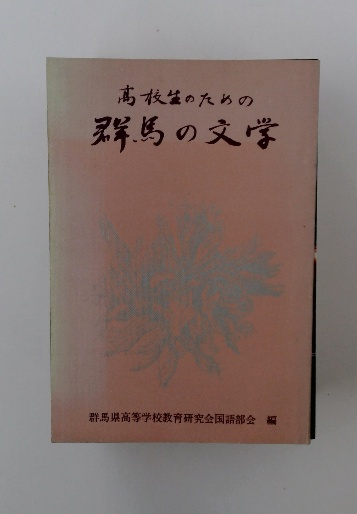 高校生のための
群馬の文学
群馬県高等学校教育研究会国語部会 編